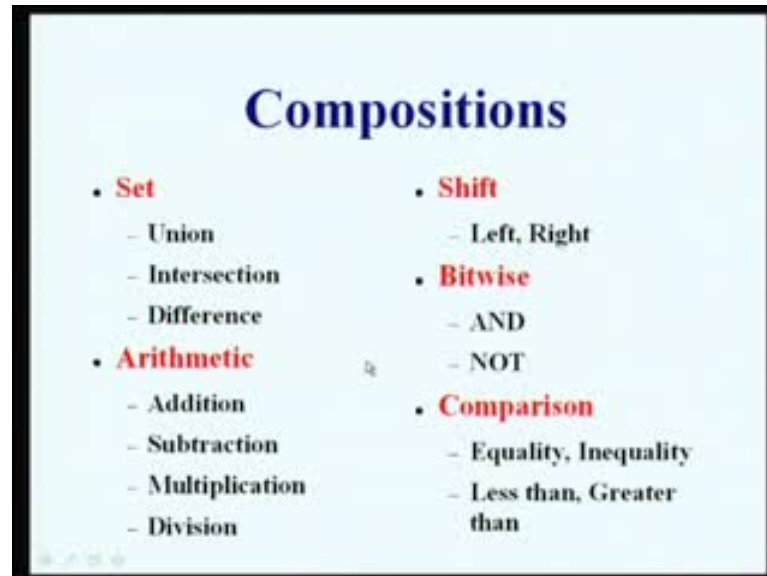 Compositions
• Set
– Union
– Intersection
– Difference
• Arithmetic
– Addition
– Subtraction
– Multiplication
– Division
• Shift
– Left, Right
• Bitwise
– AND
– NOT
• Comparison
– Equality, Inequality
– Less than, Greater
than